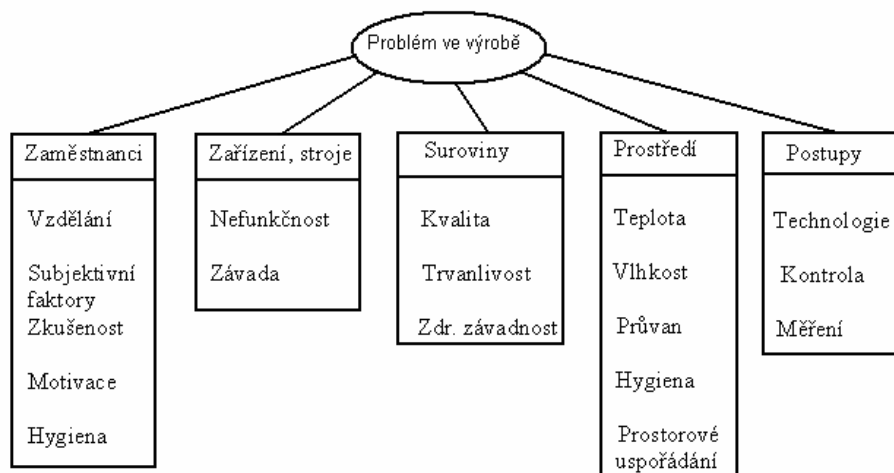 Problém ve výrobě
Zaměstnanci
Vzdělání
Subjektivní
faktory
Zkušenost
Motivace
Hygiena
Zařízení, stroje
Nefunkčnost
Závada
Suroviny
Kvalita
Trvanlivost
Zdr. závadnost
Prostředí
Teplota
Vlhkost
Průvan
Hygiena
Prostorové
uspořádání
Postupy
Technologie
Kontrola
Měření